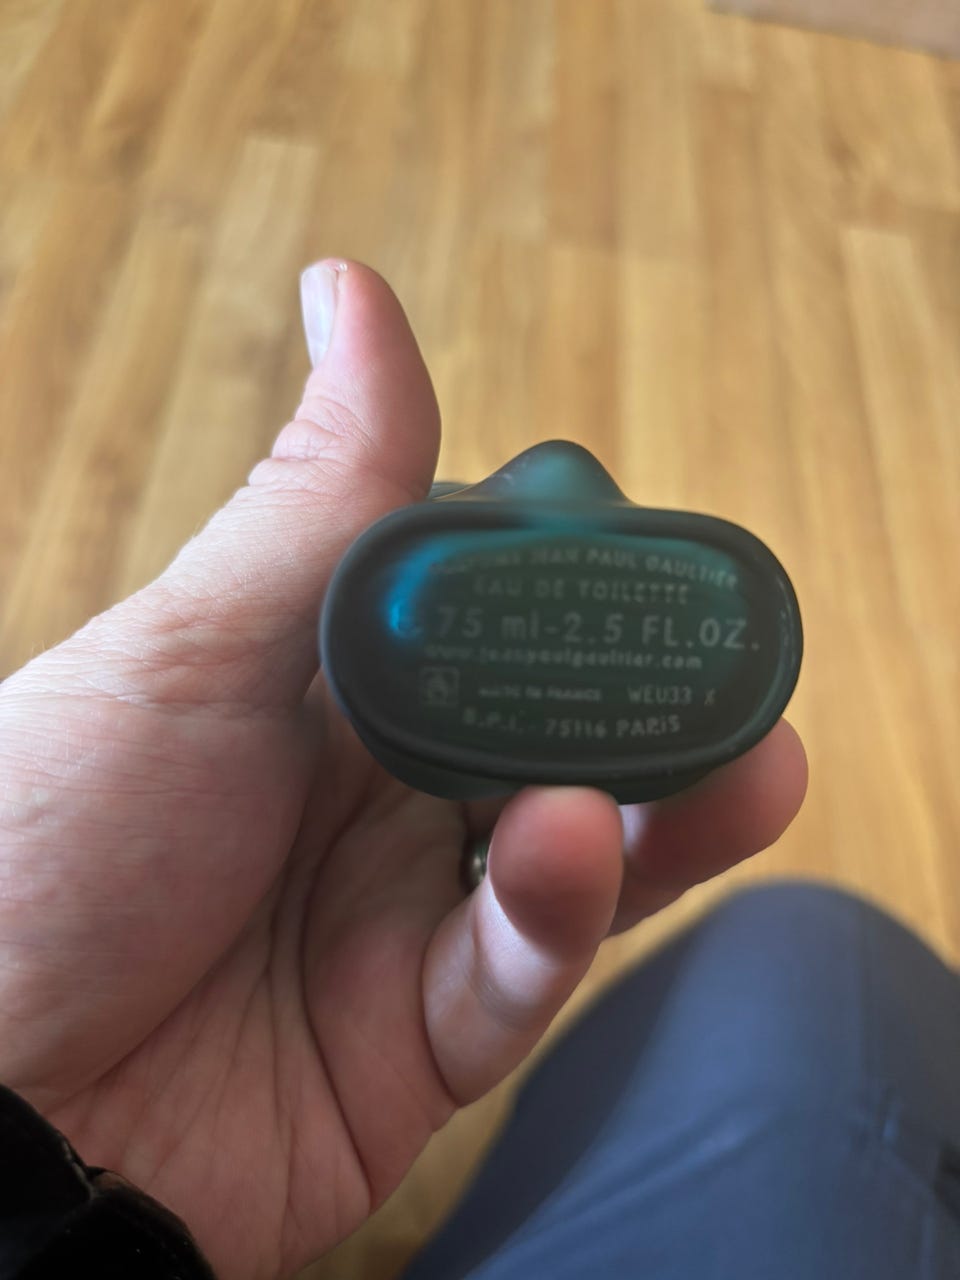 PARFUMS JEAN PAUL GAULTIER
EAU DE TOILETTE
75 ml-2.5 FL.OZ.
www.jeanpaulgaultier.com
MADE IN FRANCE WEU33
B.P.I. - 75116 PARIS